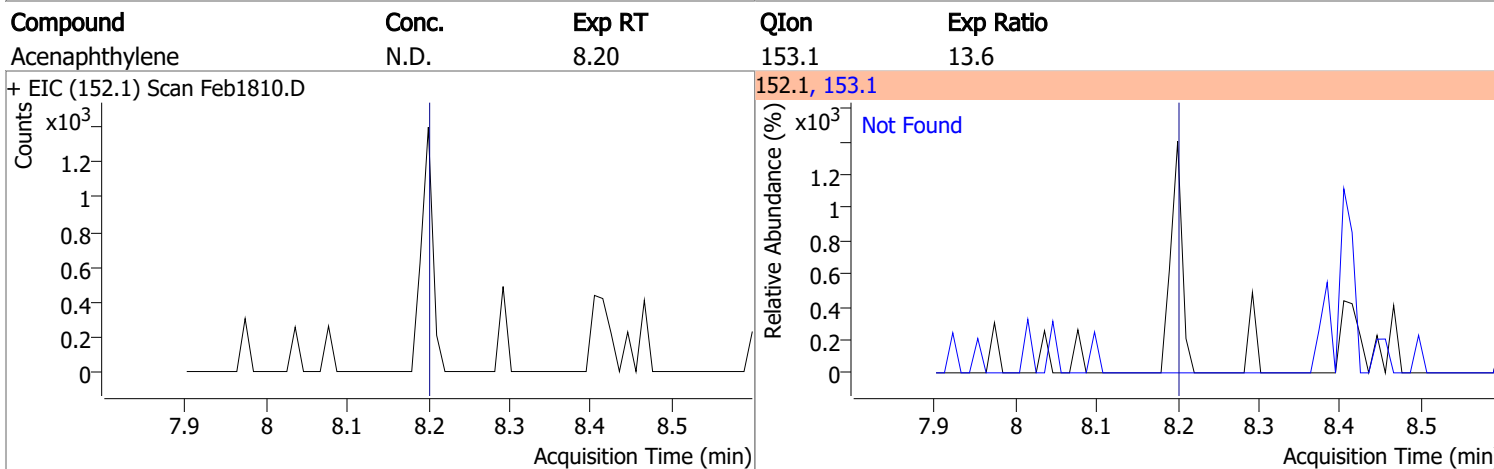 Compound Conc. Exp RT QIon Exp Ratio
Acenaphthylene N.D. 8.20 153.1 13.6
+ EIC (152.1) Scan Feb1810.D
Counts
x10³
1.2
1
0.8
0.6
0.4
0.2
0
7.9 8 8.1 8.2 8.3 8.4 8.5
Acquisition Time (min)
152.1, 153.1
Relative Abundance (%)
x10³
Not Found
1.2
1
0.8
0.6
0.4
0.2
0
7.9 8 8.1 8.2 8.3 8.4 8.5
Acquisition Time (min